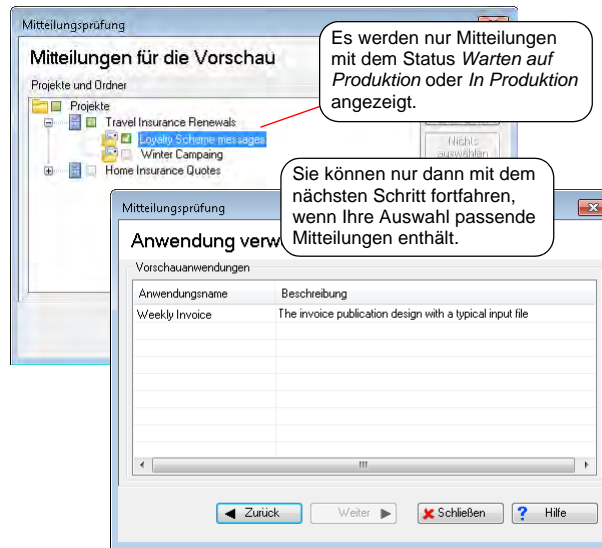 Mitteilungsprüfung
Mitteilungen für die Vorschau
Projekte und Ordner
Projekte
Travel Insurance Renewals
Loyalty Scheme messages
Winter Campaing
Home Insurance Quotes
Nichts
auswählen
Es werden nur Mitteilungen
mit dem Status Warten auf
Produktion oder In Produktion
angezeigt.
Sie können nur dann mit dem
nächsten Schritt fortfahren,
wenn Ihre Auswahl passende
Mitteilungen enthält.
Mitteilungsprüfung
Anwendung verw
Vorschauanwendungen
Anwendungsname Beschreibung
Weekly Invoice The invoice publication design with a typical input file
Zurück Weiter Schließen ? Hilfe